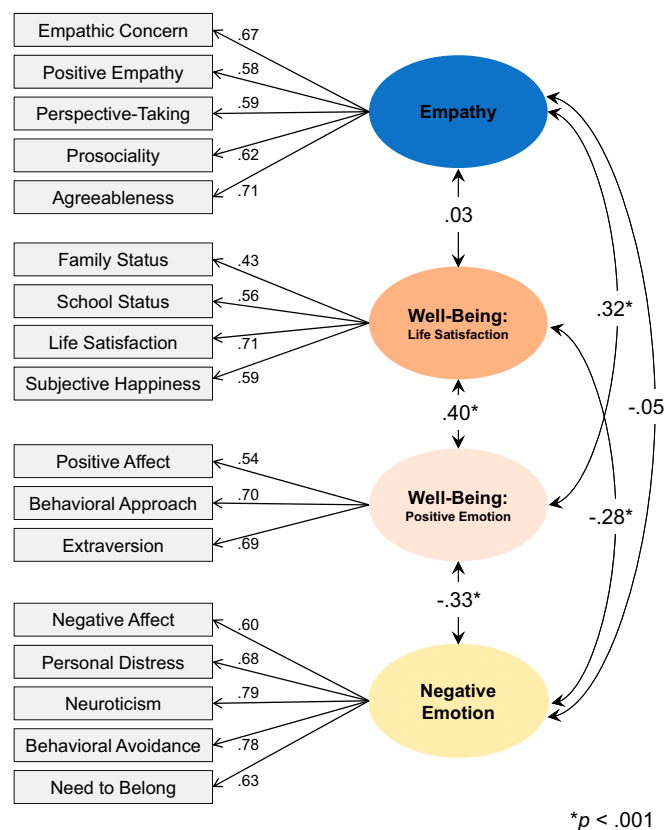 Empathic Concern
.67
Positive Empathy
.58
Perspective-Taking
.59
Prosociality
.62
Agreeableness
.71
Empathy
.03
Family Status
.43
School Status
.56
Life Satisfaction
.71
Subjective Happiness
.59
Well-Being:
Life Satisfaction
.32*
-.05
.40*
Positive Affect
.54
Behavioral Approach
.70
Extraversion
.69
Well-Being:
Positive Emotion
-.28*
-.33*
Negative Affect
.60
Personal Distress
.68
Neuroticism
.79
Behavioral Avoidance
.78
Need to Belong
.63
Negative
Emotion
*p < .001